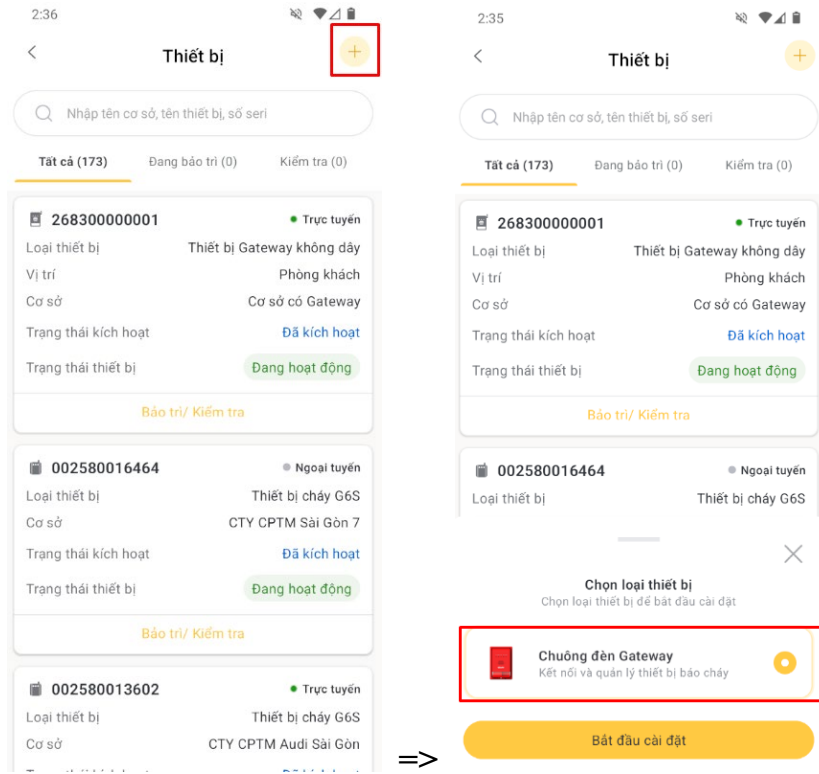 2:36
Thiết bị
Nhập tên cơ sở, tên thiết bị, số seri
Tất cả (173) Đang bảo trì (0) Kiểm tra (0)
268300000001 Trực tuyến
Loại thiết bị Thiết bị Gateway không dây
Vị trí Phòng khách
Cơ sở Cơ sở có Gateway
Trạng thái kích hoạt Đã kích hoạt
Trạng thái thiết bị Đang hoạt động
Bảo trì/ Kiểm tra
002580016464 Ngoại tuyến
Loại thiết bị Thiết bị cháy G6S
Cơ sở CTY CPTM Sài Gòn 7
Trạng thái kích hoạt Đã kích hoạt
Trạng thái thiết bị Đang hoạt động
Bảo trì/ Kiểm tra
002580013602 Trực tuyến
Loại thiết bị Thiết bị cháy G6S
Cơ sở CTY CPTM Audi Sài Gòn
=>
2:35
Thiết bị
Nhập tên cơ sở, tên thiết bị, số seri
Tất cả (173) Đang bảo trì (0) Kiểm tra (0)
268300000001 Trực tuyến
Loại thiết bị Thiết bị Gateway không dây
Vị trí Phòng khách
Cơ sở Cơ sở có Gateway
Trạng thái kích hoạt Đã kích hoạt
Trạng thái thiết bị Đang hoạt động
Bảo trì/ Kiểm tra
002580016464 Ngoại tuyến
Loại thiết bị Thiết bị cháy G6S
Chọn loại thiết bị
Chọn loại thiết bị để bắt đầu cài đặt
Chuông đèn Gateway
Kết nối và quản lý thiết bị báo cháy
Bắt đầu cài đặt